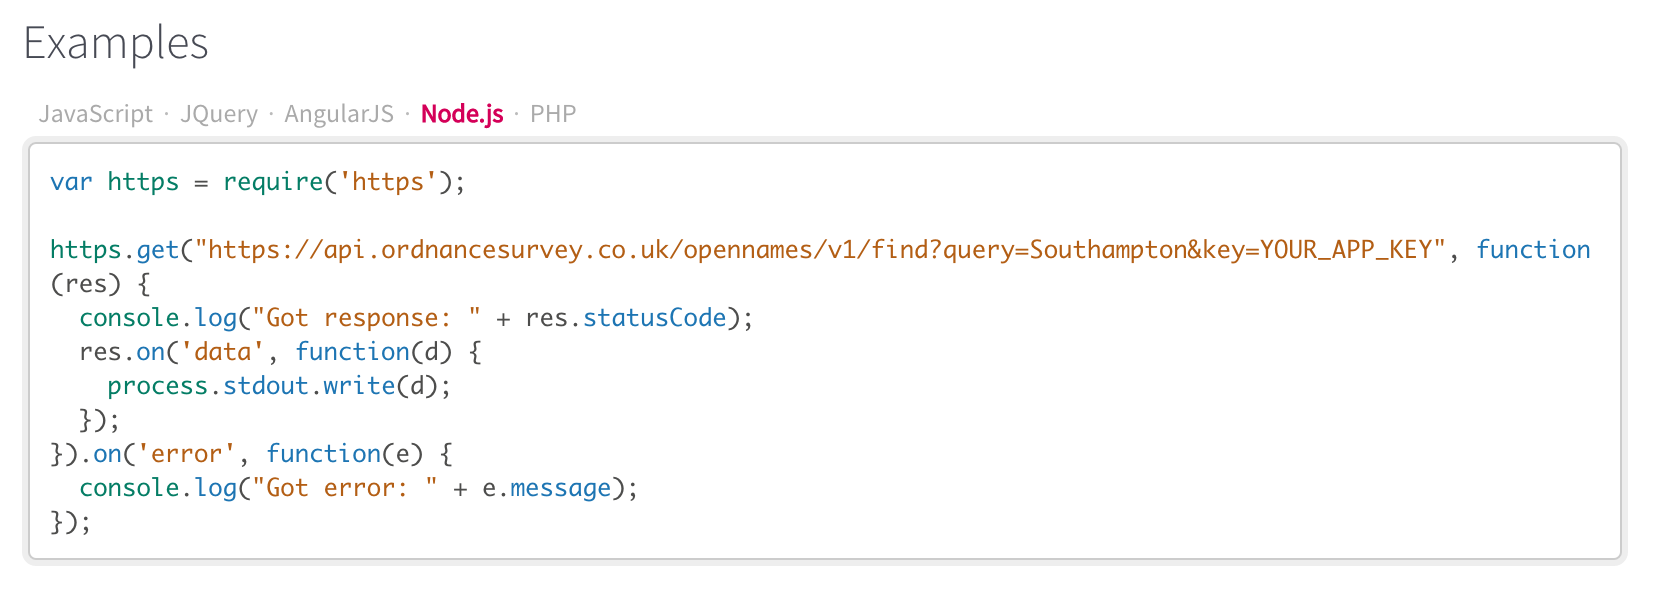 Examples
JavaScript · JQuery · AngularJS · Node.js · PHP
var https = require('https');

https.get("https://api.ordnancesurvey.co.uk/opennames/v1/find?query=Southampton&key=YOUR_APP_KEY", function
(res) {
  console.log("Got response: " + res.statusCode);
  res.on('data', function(d) {
    process.stdout.write(d);
  });
}).on('error', function(e) {
  console.log("Got error: " + e.message);
});